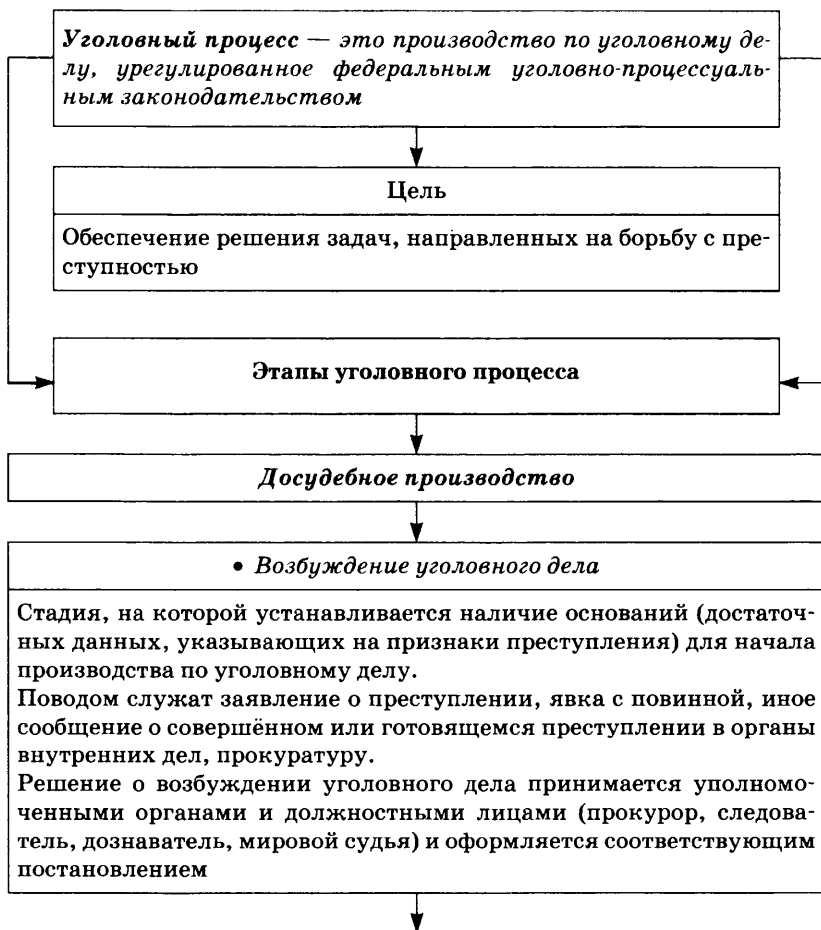 Уголовный процесс — это производство по уголовному де-
лу, урегулированное федеральным уголовно-процессуаль-
ным законодательством
Цель
Обеспечение решения задач, направленных на борьбу с пре-
ступностью
Этапы уголовного процесса
Досудебное производство
• Возбуждение уголовного дела
Стадия, на которой устанавливается наличие оснований (достаточ-
ных данных, указывающих на признаки преступления) для начала
производства по уголовному делу.
Поводом служат заявление о преступлении, явка с повинной, иное
сообщение о совершённом или готовящемся преступлении в органы
внутренних дел, прокуратуру.
Решение о возбуждении уголовного дела принимается уполномо-
ченными органами и должностными лицами (прокурор, следова-
тель, дознаватель, мировой судья) и оформляется соответствующим
постановлением